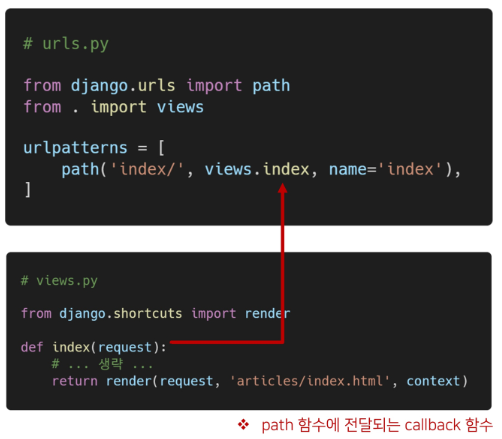 # urls.py
from django.urls import path
from . import views
urlpatterns = [
    path('index/', views.index, name='index'),
]
# views.py
from django.shortcuts import render
def index(request):
    # ... 생략 ...
    return render(request, 'articles/index.html', context)
❖ path 함수에 전달되는 callback 함수